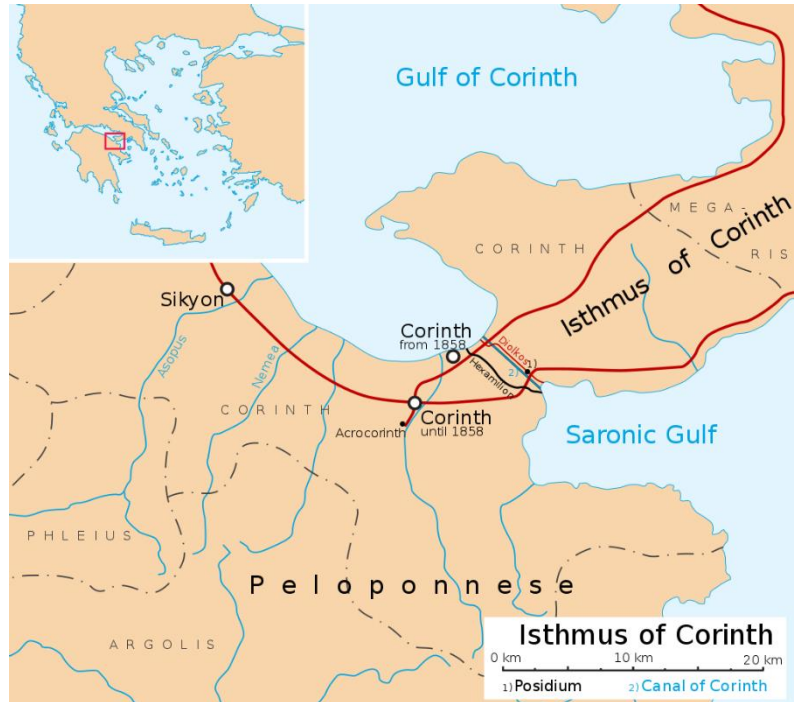 Gulf of Corinth
MEGA-
RIS
CORINTH
Isthmus of Corinth
Sikyon
Corinth
from 1858
Diolkos
1)
2)
Hexamilion
Asopus
Nemea
CORINTH
Corinth
until 1858
Acrocorinth
Saronic Gulf
PHLEIUS
Peloponnese
ARGOLIS
Isthmus of Corinth
0 km 10 km 20 km
1) Posidium 2) Canal of Corinth